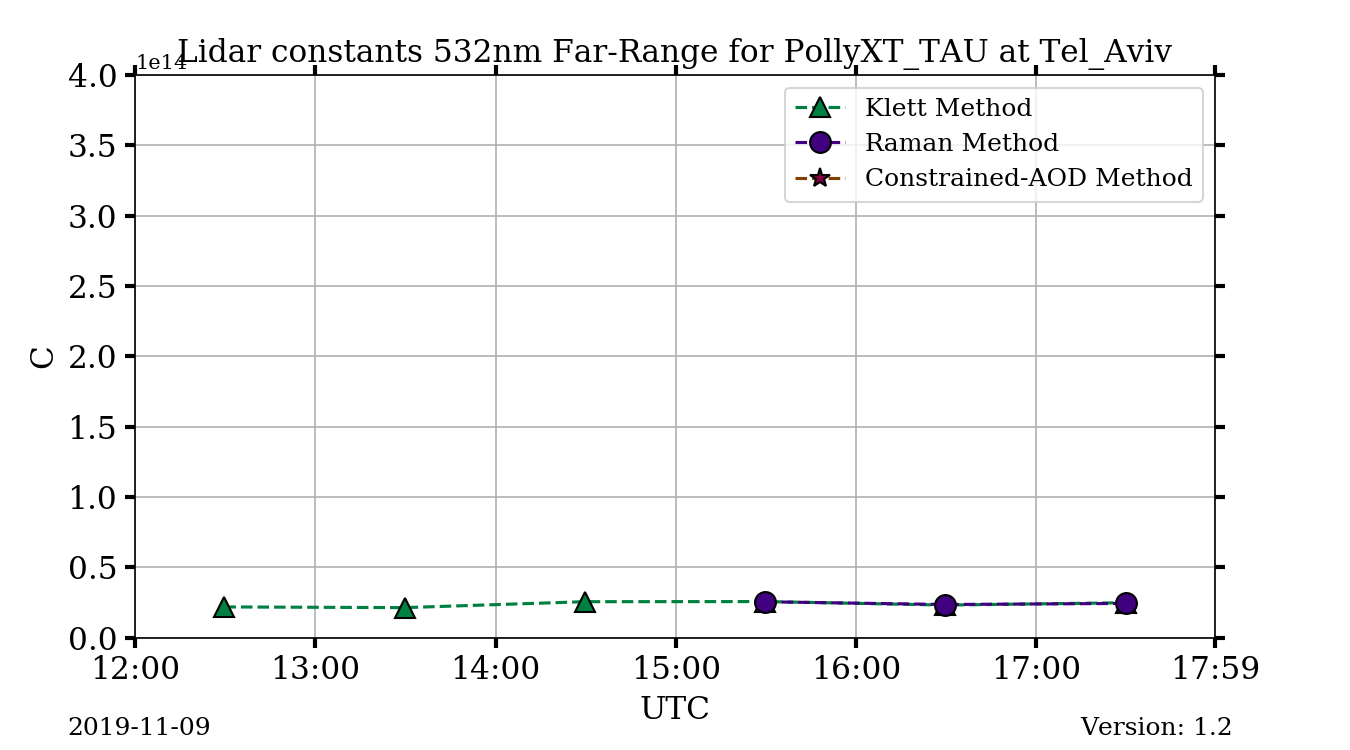 Lidar constants 532nm Far-Range for PollyXT_TAU at Tel_Aviv
1e14
4.0
3.5
3.0
2.5
2.0
1.5
1.0
0.5
0.0
C
Klett Method
Raman Method
Constrained-AOD Method
12:00 13:00 14:00 15:00 16:00 17:00 17:59
UTC
2019-11-09 Version: 1.2